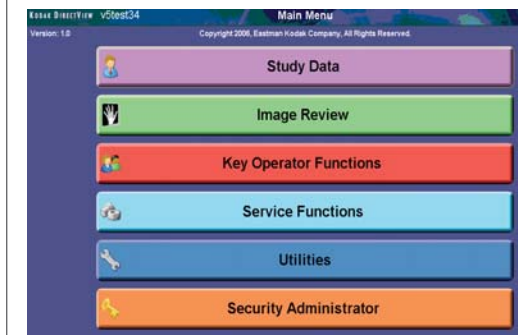 KODAK DIRECTVIEW v5test34 Main Menu
Version: 1.0 Copyright 2006, Eastman Kodak Company, All Rights Reserved.
Study Data
Image Review
Key Operator Functions
Service Functions
Utilities
Security Administrator